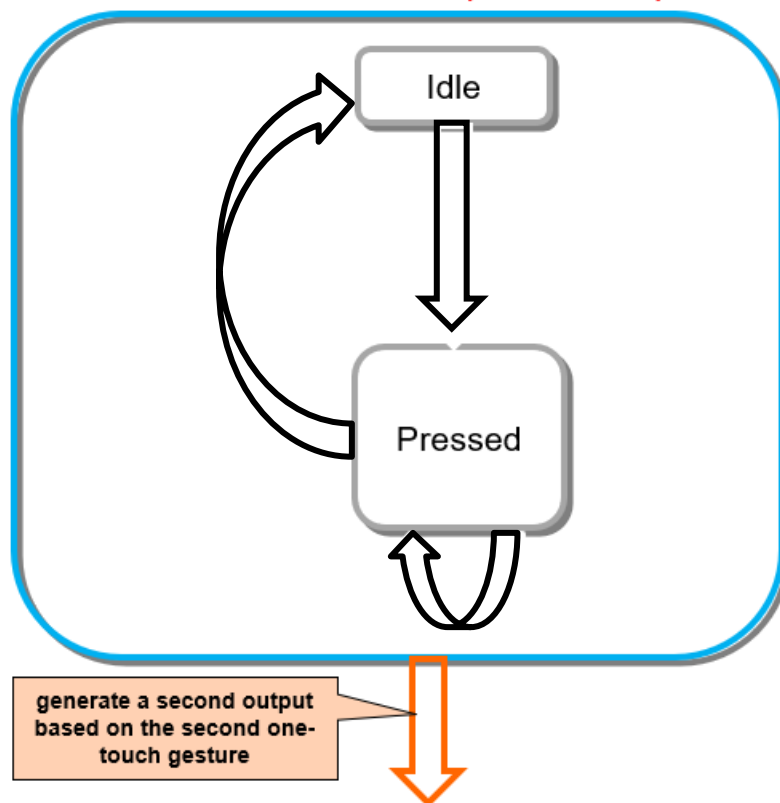 Idle
Pressed
generate a second output
based on the second one-
touch gesture